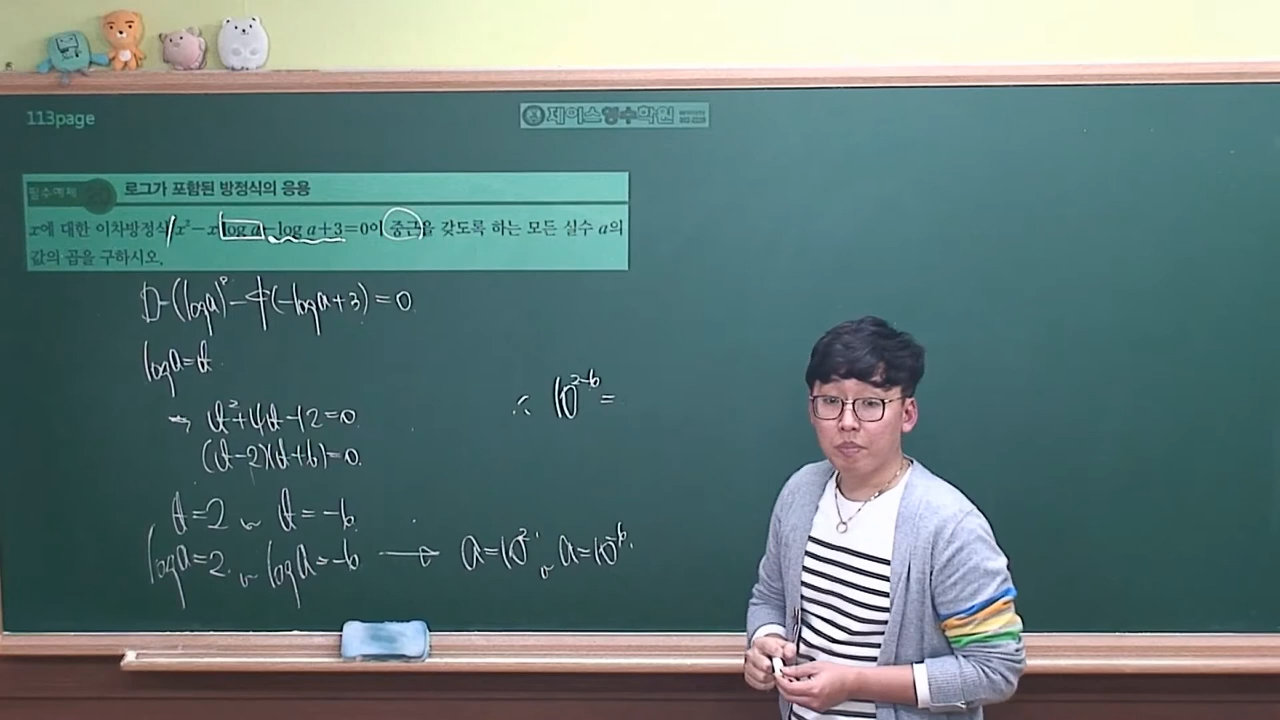 113page
제이스영수학원
필수예제
로그가 포함된 방정식의 응용
x에 대한 이차방정식 x²-x log a-log a+3=0이 중근을 갖도록 하는 모든 실수 a의
값의 곱을 구하시오.
D=(log a)²-4(-log a+3)=0
log a=t
→ t²+4t-12=0
(t-2)(t+6)=0
t=2 or t=-6
log a=2 or log a=-6 → a=10² or a=10⁻⁶
∴ 10²⁻⁶=